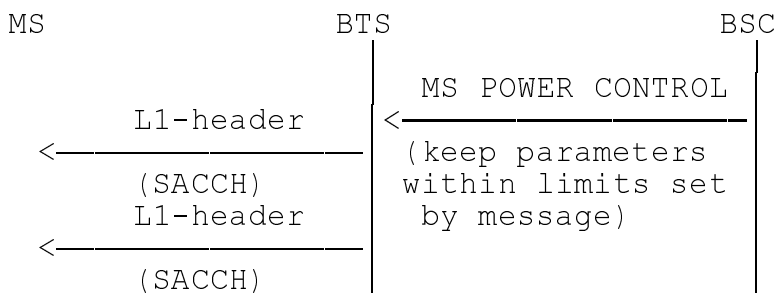 MS BTS BSC
MS POWER CONTROL
L1-header
(keep parameters
(SACCH) within limits set
L1-header by message)
(SACCH)